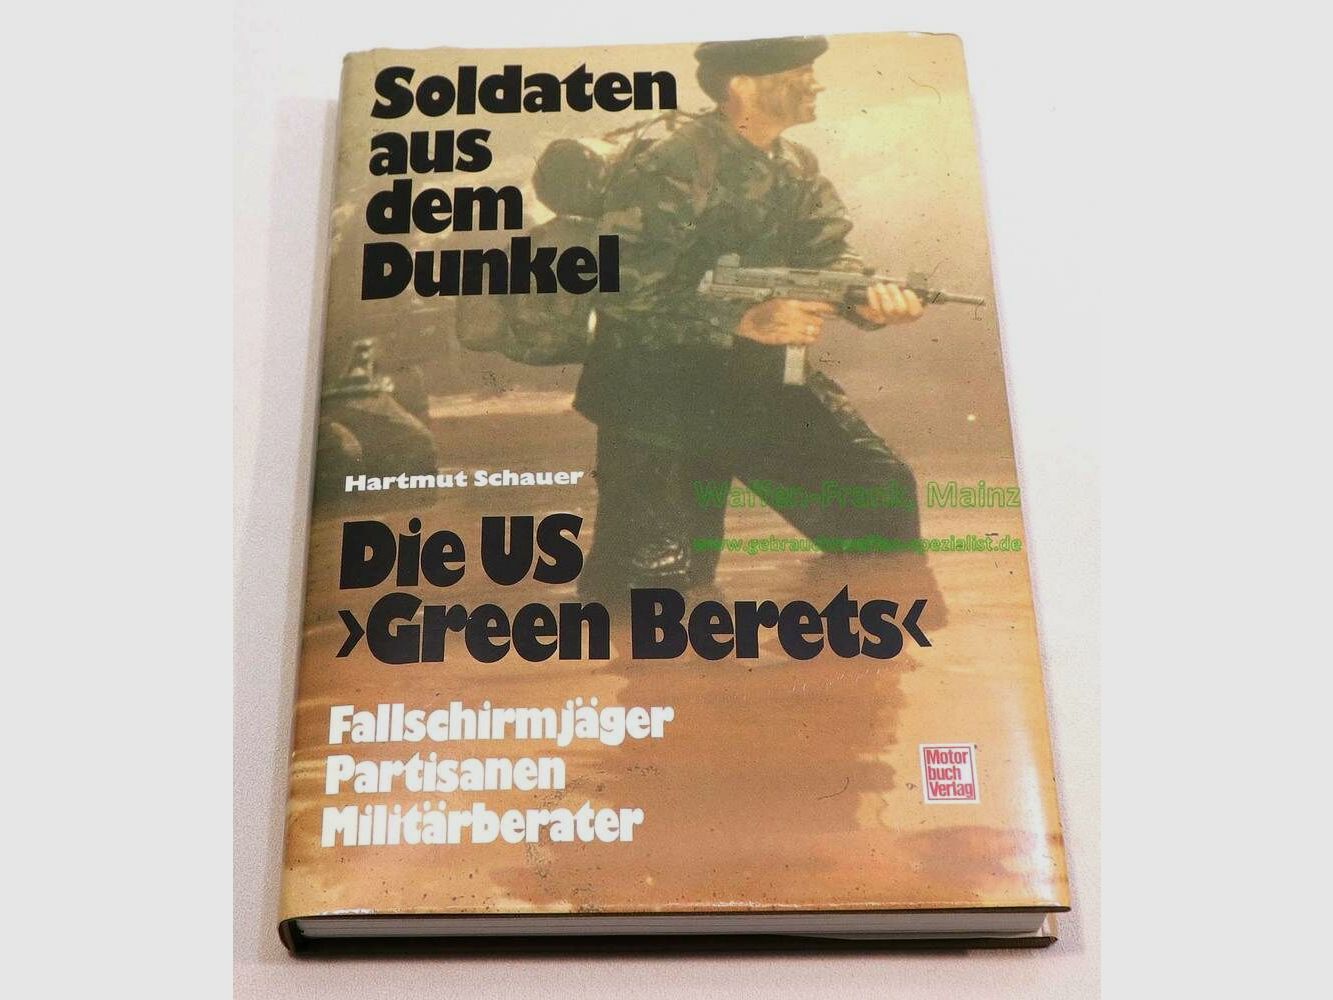 Soldaten
aus
dem
Dunkel
Hartmut Schauer
Waffen-Frank, Mainz
www.gebrauchtwaffen-spezialist.de
Die US
›Green Berets‹
Fallschirmjäger
Partisanen
Militärberater
Motor
buch
Verlag